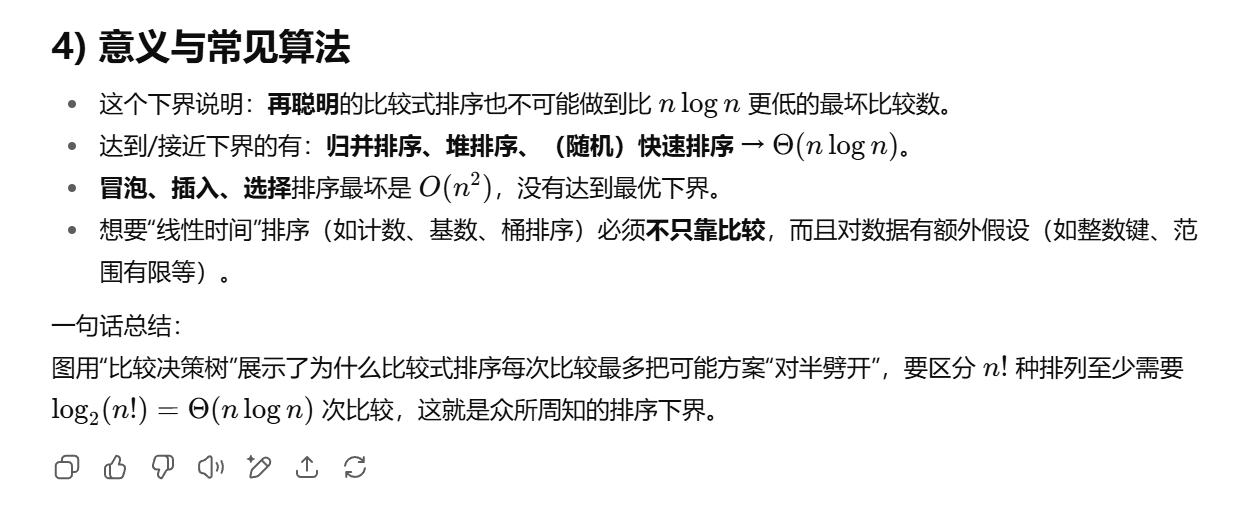 4) 意义与常见算法
• 这个下界说明：再聪明的比较式排序也不可能做到比 n log n 更低的最坏比较数。
• 达到/接近下界的有：归并排序、堆排序、（随机）快速排序 → Θ(n log n)。
• 冒泡、插入、选择排序最坏是 O(n²)，没有达到最优下界。
• 想要“线性时间”排序（如计数、基数、桶排序）必须不只靠比较，而且对数据有额外假设（如整数键、范
围有限等）。
一句话总结：
图用“比较决策树”展示了为什么比较式排序每次比较最多把可能方案“对半劈开”，要区分 n! 种排列至少需要
log₂(n!) = Θ(n log n) 次比较，这就是众所周知的排序下界。